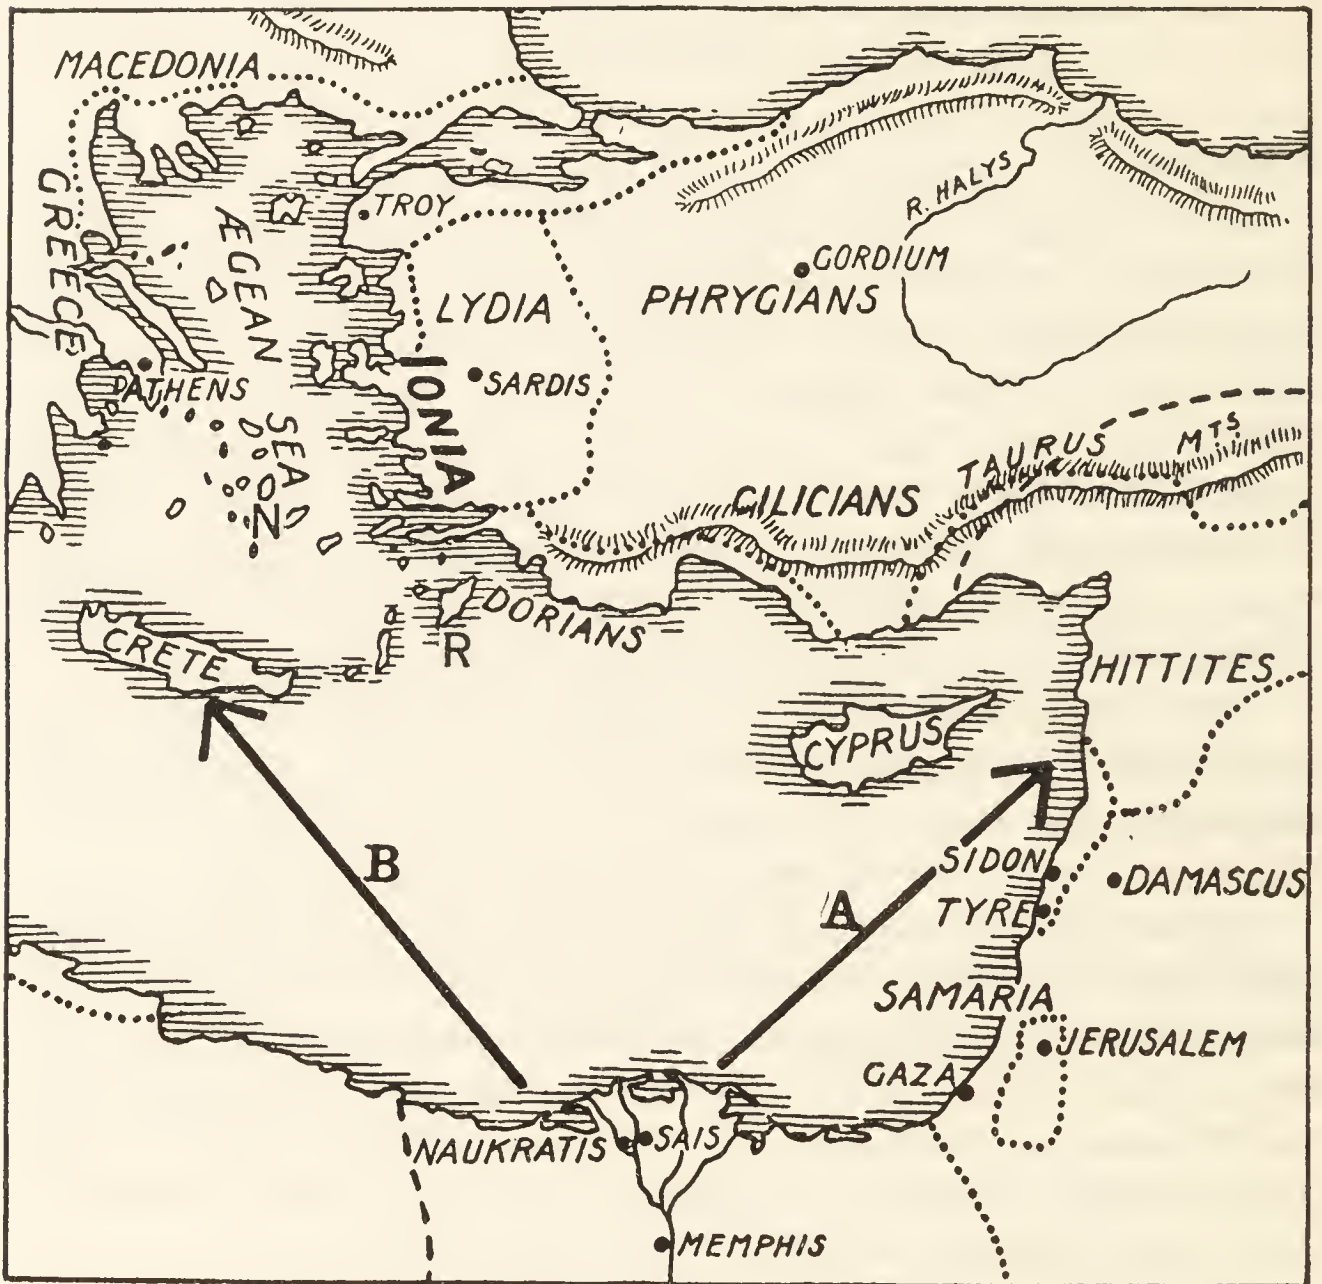 MACEDONIA
GREECE
ÆGEAN
SEA
TROY
R. HALYS
GORDIUM
PHRYGIANS
LYDIA
SARDIS
IONIA
ATHENS
N
TAURUS MTS
CILICIANS
DORIANS
R
CRETE
HITTITES
CYPRUS
B
A
SIDON
TYRE
DAMASCUS
SAMARIA
JERUSALEM
GAZA
NAUKRATIS
SAIS
MEMPHIS